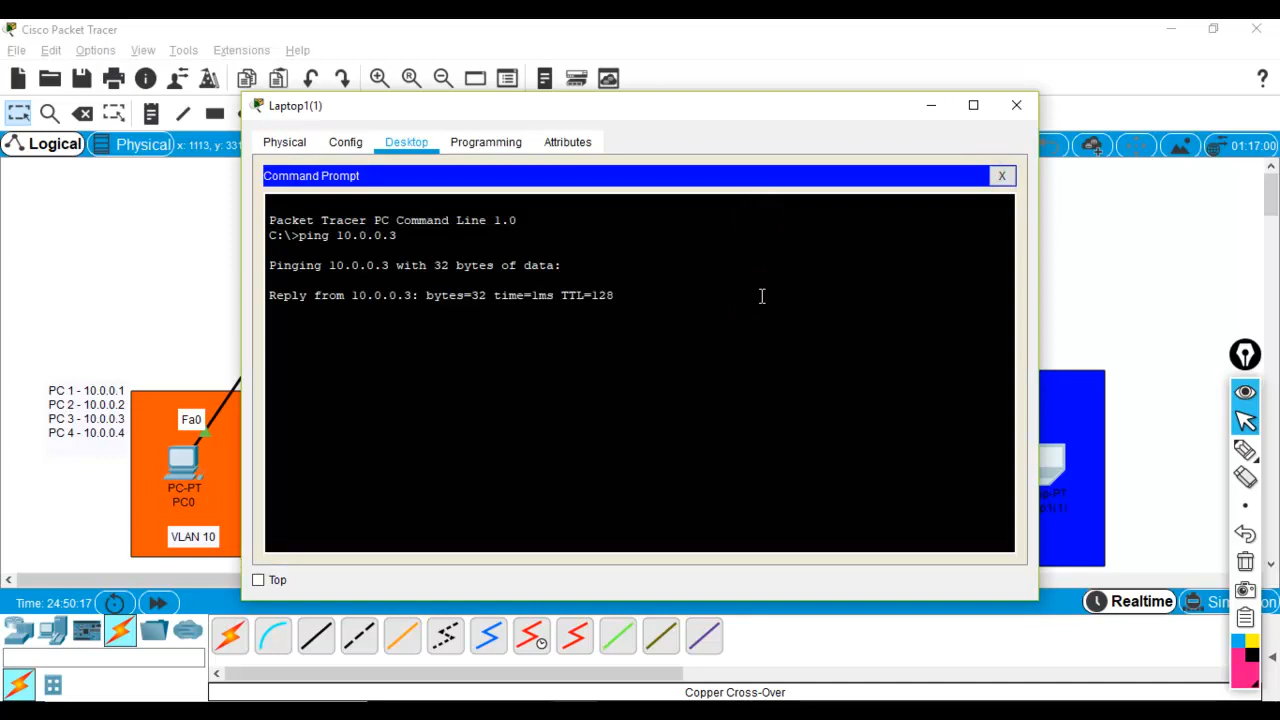 Cisco Packet Tracer
File Edit Options View Tools Extensions Help
Laptop1(1)
Logical
Physical
x: 1113, y: 331
01:17:00
Physical Config Desktop Programming Attributes
Command Prompt
X
Packet Tracer PC Command Line 1.0
C:\>ping 10.0.0.3
Pinging 10.0.0.3 with 32 bytes of data:
Reply from 10.0.0.3: bytes=32 time=1ms TTL=128
PC 1 - 10.0.0.1
PC 2 - 10.0.0.2
PC 3 - 10.0.0.3
PC 4 - 10.0.0.4
Fa0
PC-PT
PC0
VLAN 10
Top
Time: 24:50:17
Realtime
Copper Cross-Over